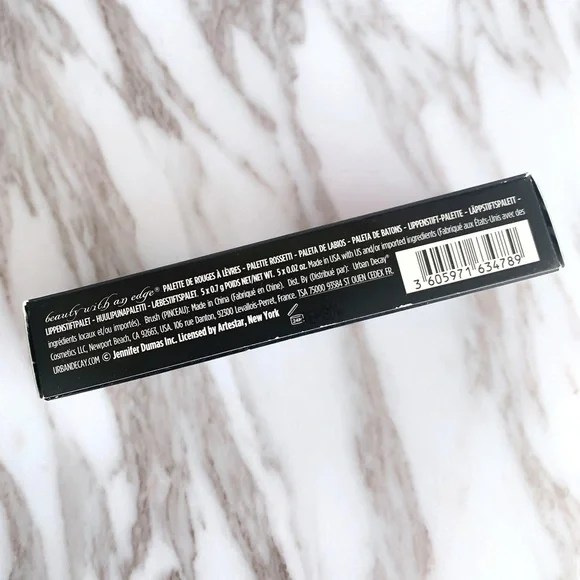 beauty with an edge® PALETTE DE ROUGES À LÈVRES - PALETTE ROSSETTI - PALETA DE LABIOS - PALETA DE BATONS - LIPPENSTIFT-PALETTE - LÄPPSTIFTSPALETT -
LIPPENSTIFTPALET - HUULIPUNAPALETTI - LÆBESTIFTSPALET. 5 x 0.7 g POIDS NET/NET WT. 5 x 0.02 oz. Made in USA with US and/or imported ingredients (Fabriqué aux États-Unis avec des
ingrédients locaux et/ou importés). Brush (PINCEAU): Made in China (Fabriqué en Chine). Dist. By (Distribué par): Urban Decay®
Cosmetics LLC, Newport Beach, CA 92663, USA. 106 rue Danton, 92300 Levallois-Perret, France. TSA 75000 93584 ST OUEN CEDEX FR.
URBANDECAY.COM © Jennifer Dumas Inc. Licensed by Artestar, New York
3 605971 634789